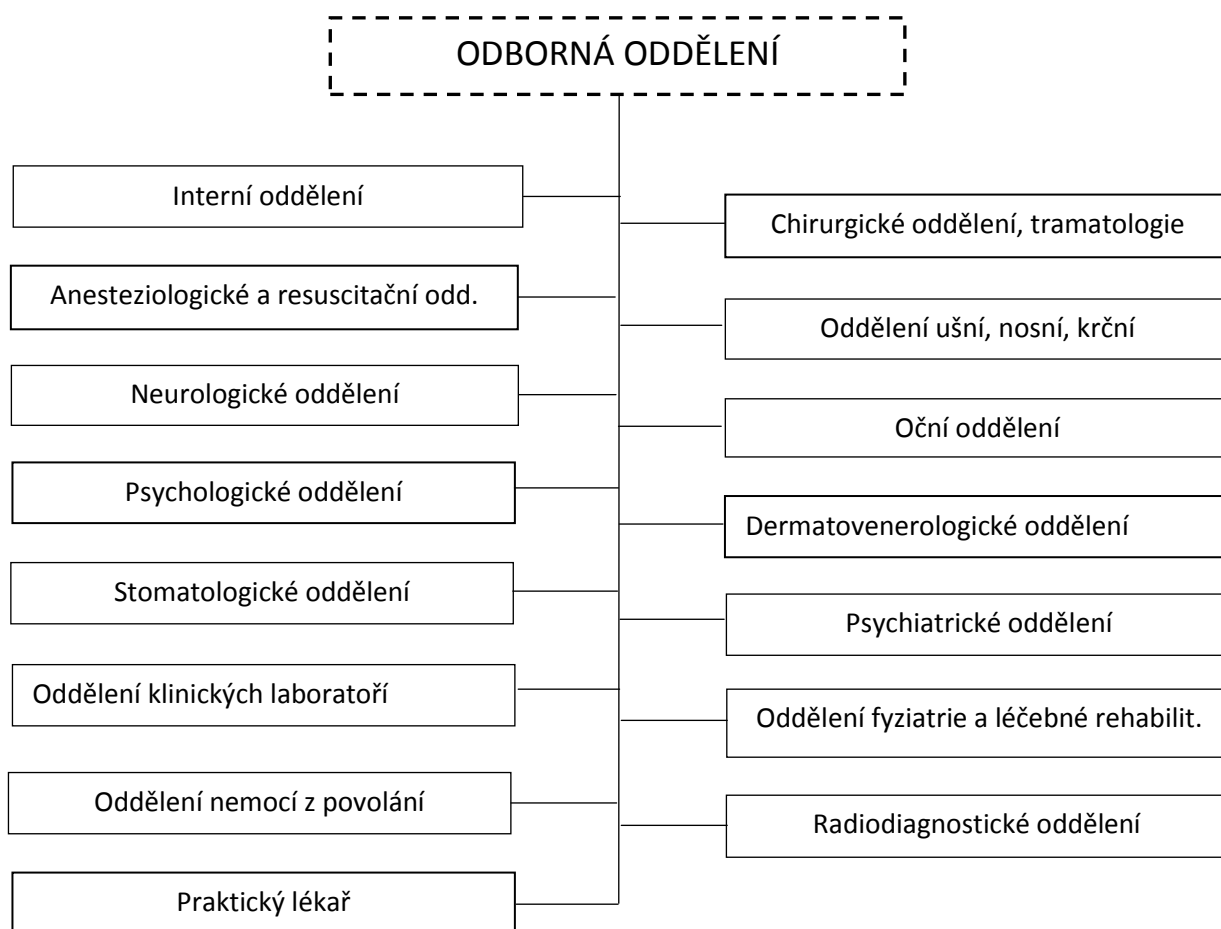 ODBORNÁ ODDĚLENÍ
Interní oddělení
Chirurgické oddělení, tramatologie
Anesteziologické a resuscitační odd.
Oddělení ušní, nosní, krční
Neurologické oddělení
Oční oddělení
Psychologické oddělení
Dermatovenerologické oddělení
Stomatologické oddělení
Psychiatrické oddělení
Oddělení klinických laboratoří
Oddělení fyziatrie a léčebné rehabilit.
Oddělení nemocí z povolání
Radiodiagnostické oddělení
Praktický lékař